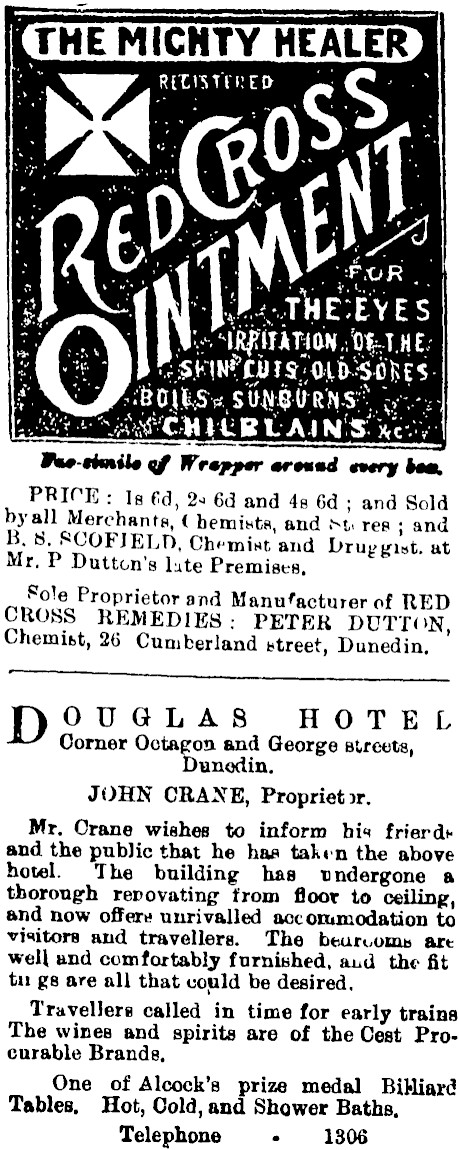 THE MIGHTY HEALER
REGISTERED
RED CROSS
OINTMENT
FOR
THE EYES
IRRITATION OF THE
SKIN CUTS OLD SORES
BOILS SUNBURNS
CHILBLAINS &c
Fac-simile of Wrapper around every box.
PRICE: 1s 6d, 2s 6d and 4s 6d; and Sold
by all Merchants, Chemists, and Stores; and
B. S. SCOFIELD, Chemist and Druggist, at
Mr. P Dutton's late Premises.
Sole Proprietor and Manufacturer of RED
CROSS REMEDIES: PETER DUTTON,
Chemist, 26 Cumberland street, Dunedin.
DOUGLAS HOTEL
Corner Octagon and George streets,
Dunedin.
JOHN CRANE, Proprietor.
Mr. Crane wishes to inform his friends
and the public that he has taken the above
hotel. The building has undergone a
thorough renovating from floor to ceiling,
and now offers unrivalled accommodation to
visitors and travellers. The bedrooms are
well and comfortably furnished, and the fit
tings are all that could be desired.
Travellers called in time for early trains
The wines and spirits are of the Cest Pro-
curable Brands.
One of Alcock's prize medal Billiard
Tables. Hot, Cold, and Shower Baths.
Telephone - 1306